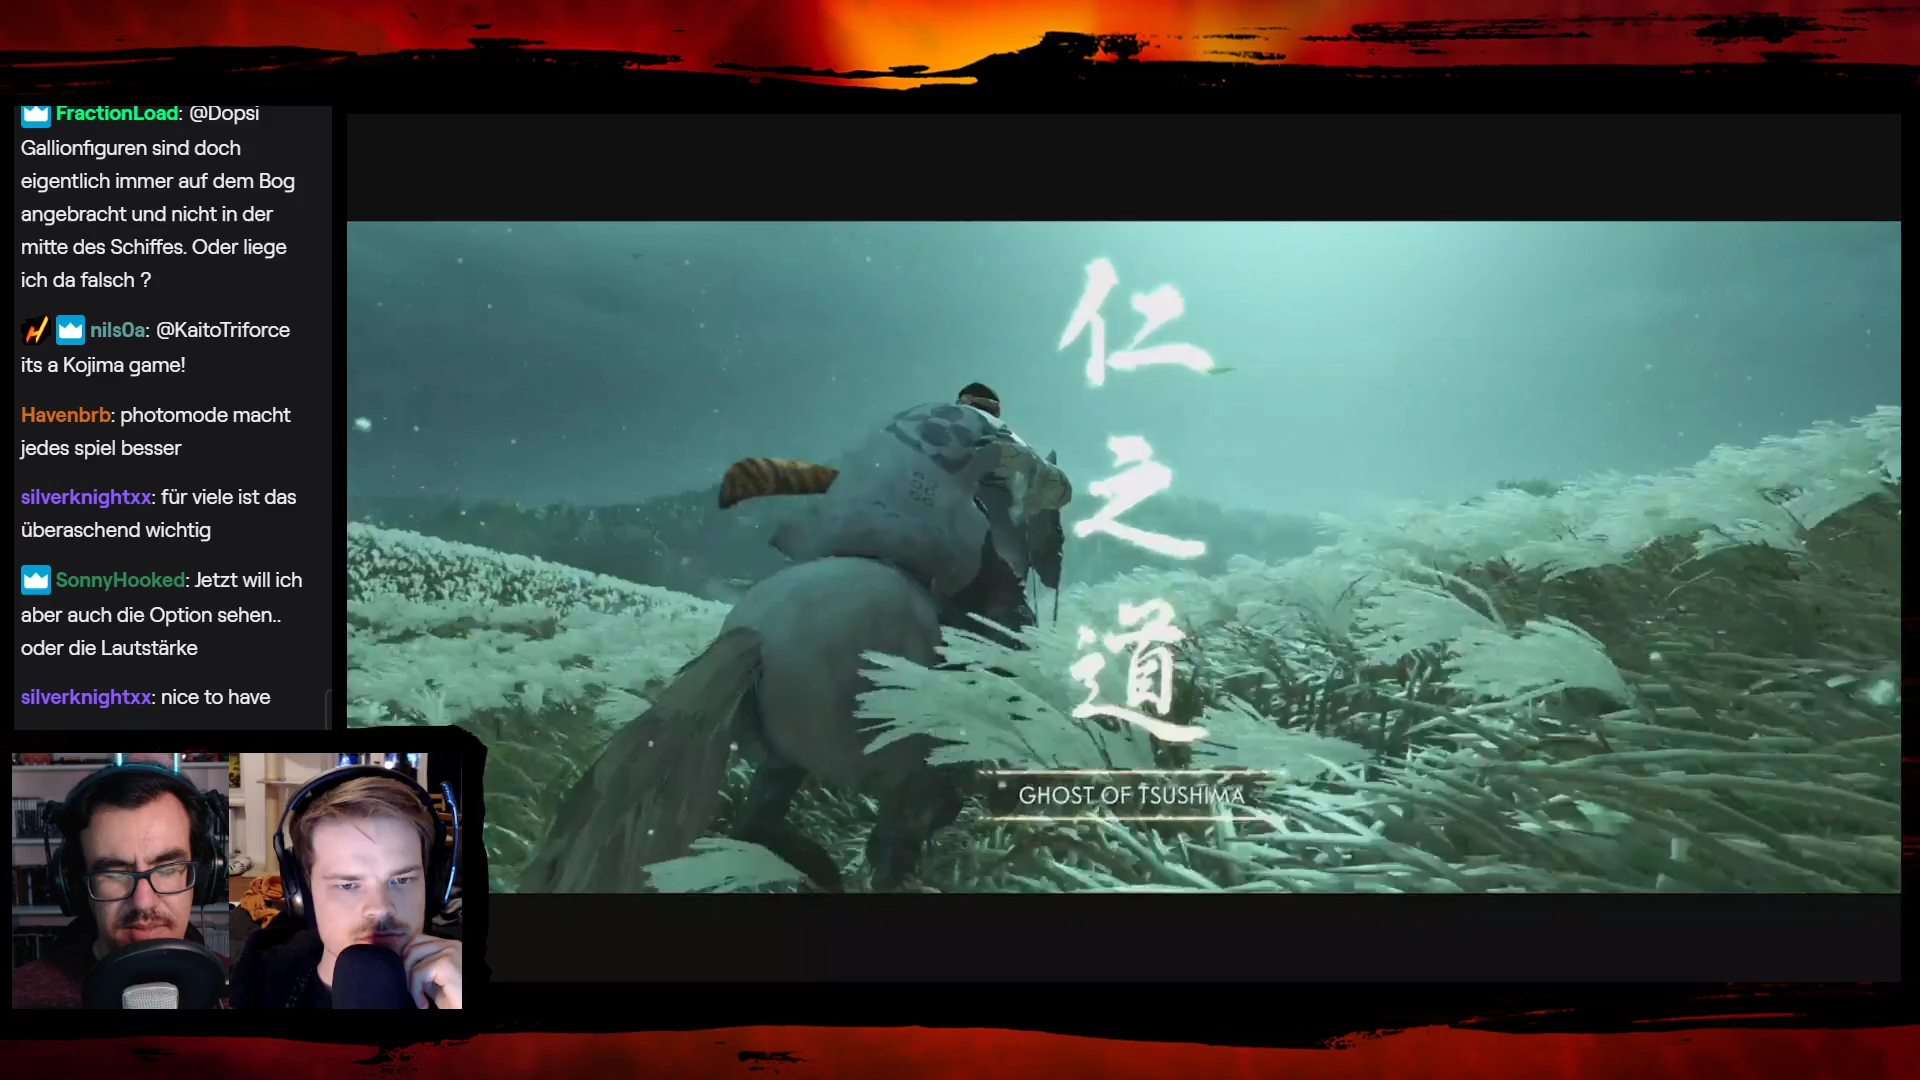 FractionLoad: @Dopsi
Gallionfiguren sind doch
eigentlich immer auf dem Bog
angebracht und nicht in der
mitte des Schiffes. Oder liege
ich da falsch ?
nils0a: @KaitoTriforce
its a Kojima game!
Havenbrb: photomode macht
jedes spiel besser
silverknightxx: für viele ist das
überaschend wichtig
SonnyHooked: Jetzt will ich
aber auch die Option sehen..
oder die Lautstärke
silverknightxx: nice to have
仁之道
GHOST OF TSUSHIMA